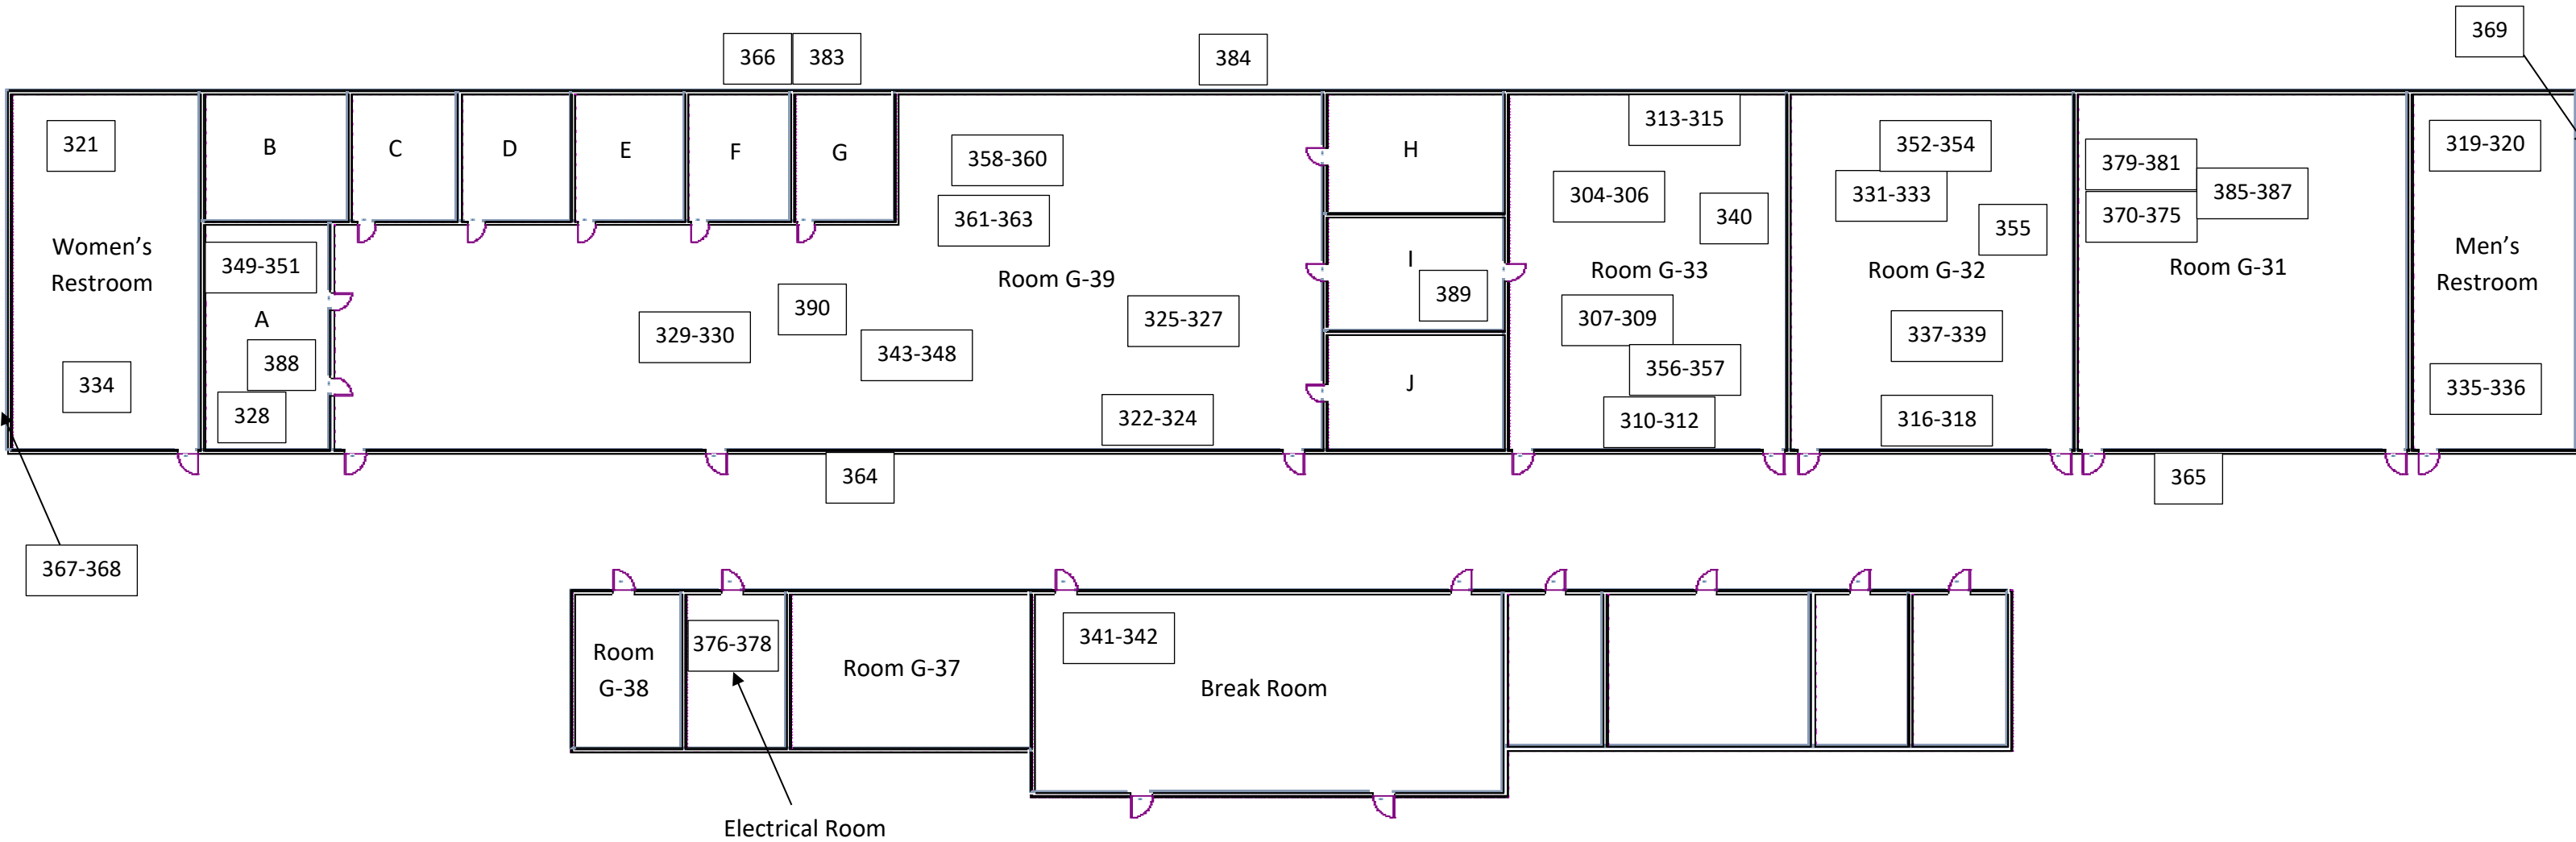 369
366
383
384
321
B
C
D
E
F
G
358-360
361-363
H
313-315
304-306
340
352-354
331-333
355
379-381
385-387
370-375
319-320
Women’s
Restroom
349-351
A
388
328
334
Room G-39
390
329-330
343-348
325-327
322-324
I
389
J
Room G-33
307-309
356-357
310-312
Room G-32
337-339
316-318
Room G-31
Men’s
Restroom
335-336
364
365
367-368
Room
G-38
376-378
Room G-37
341-342
Break Room
Electrical Room